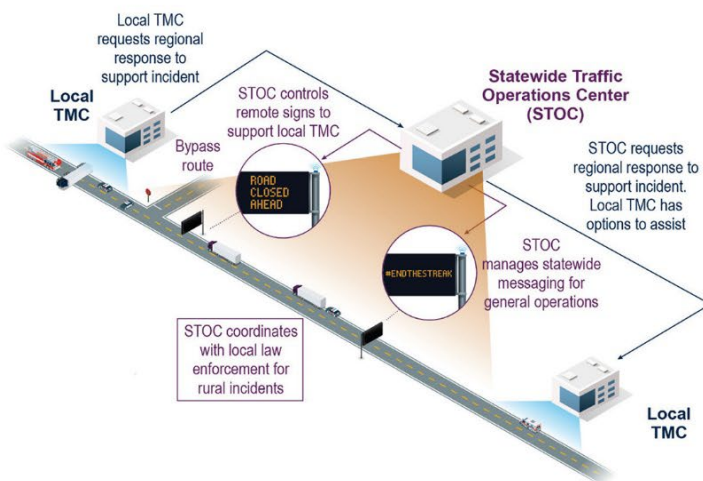 Local TMC
requests regional
response to
support incident
Local
TMC
STOC controls
remote signs to
support local TMC
Bypass
route
ROAD
CLOSED
AHEAD
Statewide Traffic
Operations Center
(STOC)
STOC requests
regional response to
support incident.
Local TMC has
options to assist
#ENDTHESTREAK
STOC
manages statewide
messaging for
general operations
STOC coordinates
with local law
enforcement for
rural incidents
Local
TMC